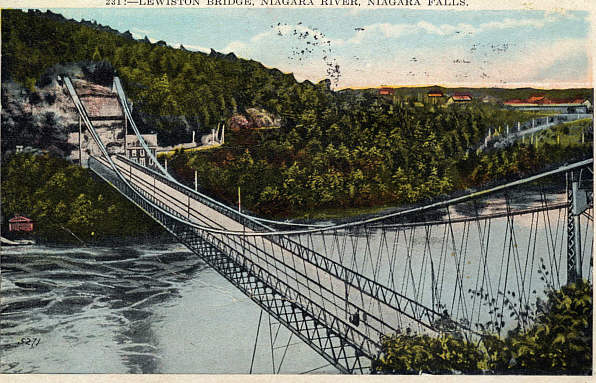 231:—LEWISTON BRIDGE, NIAGARA RIVER, NIAGARA FALLS.